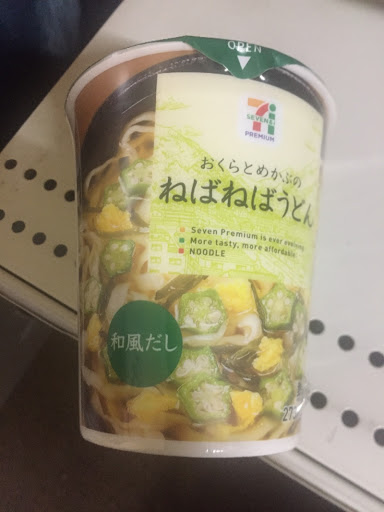 OPEN
7
SEVEN&i
PREMIUM
おくらとめかぶの
ねばねばうどん
Seven Premium is ever evolving.
More tasty, more affordable!
NOODLE
和風だし